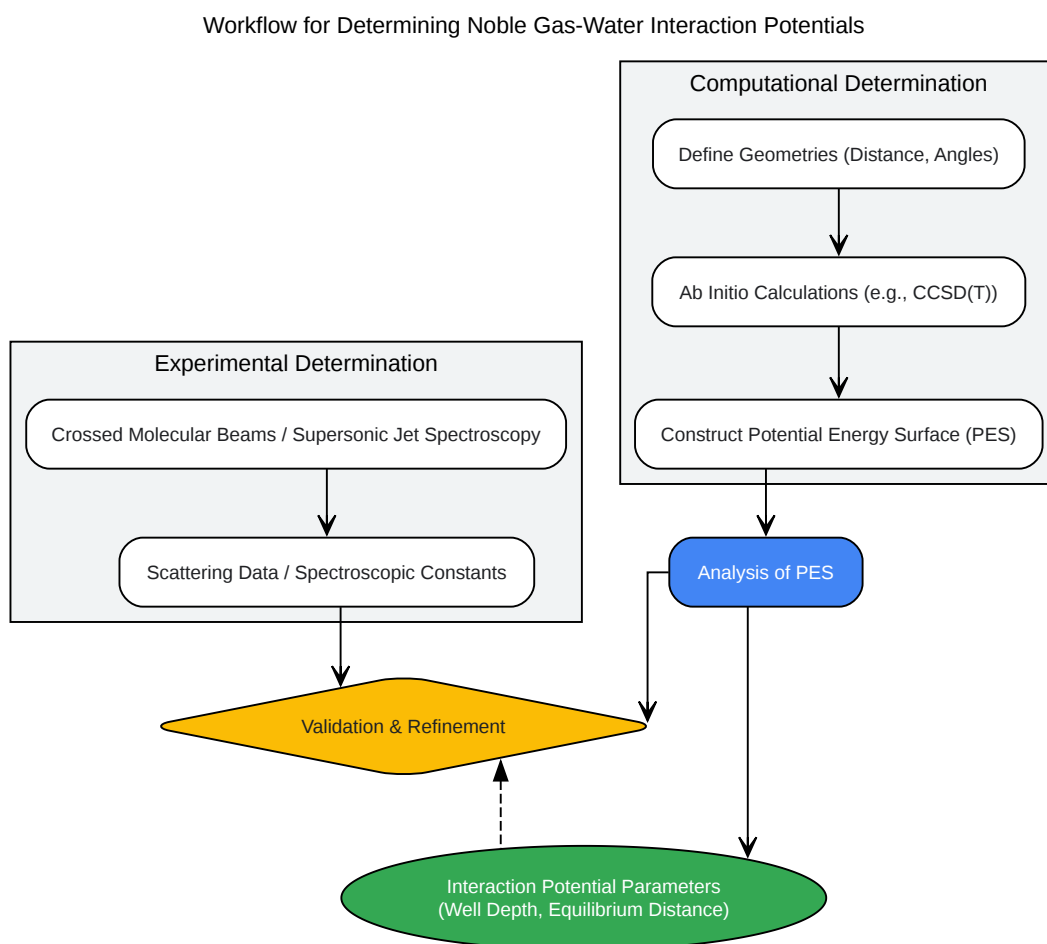 Workflow for Determining Noble Gas-Water Interaction Potentials
Computational Determination
Define Geometries (Distance, Angles)
Ab Initio Calculations (e.g., CCSD(T))
Construct Potential Energy Surface (PES)
Experimental Determination
Crossed Molecular Beams / Supersonic Jet Spectroscopy
Scattering Data / Spectroscopic Constants
Analysis of PES
Validation & Refinement
Interaction Potential Parameters
(Well Depth, Equilibrium Distance)